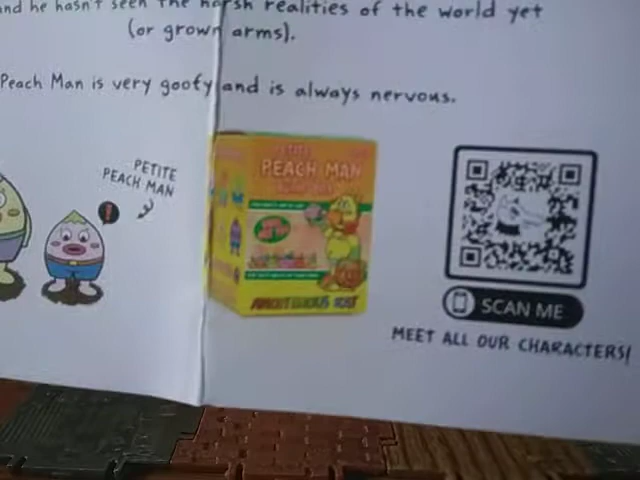 and he hasn't seen the harsh realities of the world yet
(or grown arms).
Peach Man is very goofy and is always nervous.
PETITE
PEACH MAN
!
PETITE
PEACH MAN
SCAN ME
MEET ALL OUR CHARACTERS!